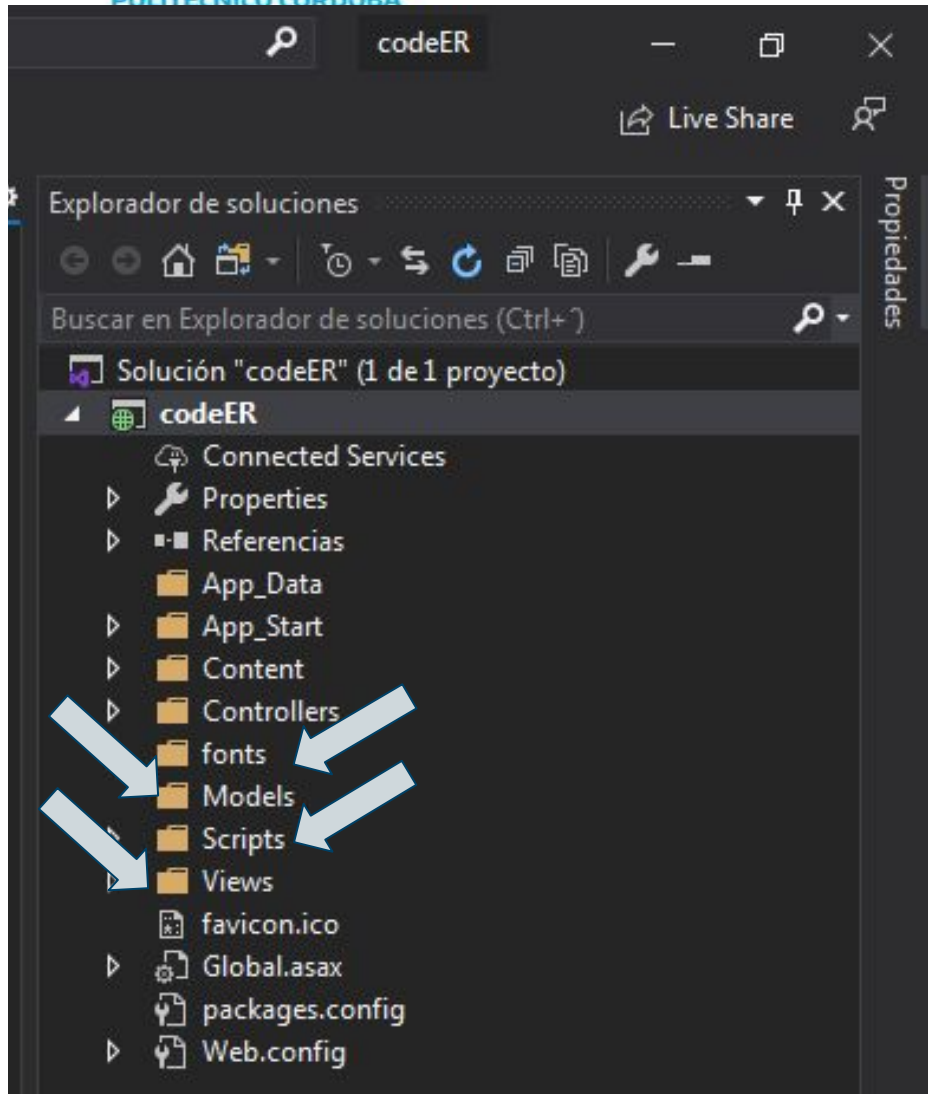 POLITÉCNICO CÓRDOBA
codeER
Live Share
Explorador de soluciones
Propiedades
Buscar en Explorador de soluciones (Ctrl+´)
Solución "codeER" (1 de 1 proyecto)
codeER
Connected Services
Properties
Referencias
App_Data
App_Start
Content
Controllers
fonts
Models
Scripts
Views
favicon.ico
Global.asax
packages.config
Web.config